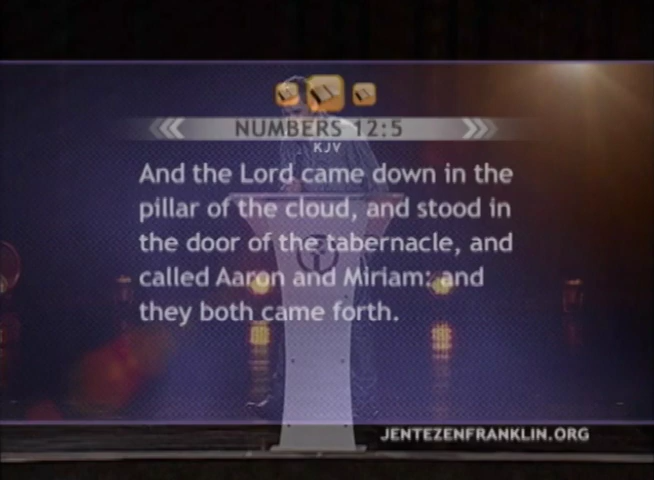 NUMBERS 12:5
KJV
And the Lord came down in the
pillar of the cloud, and stood in
the door of the tabernacle, and
called Aaron and Miriam: and
they both came forth.
JENTEZENFRANKLIN.ORG